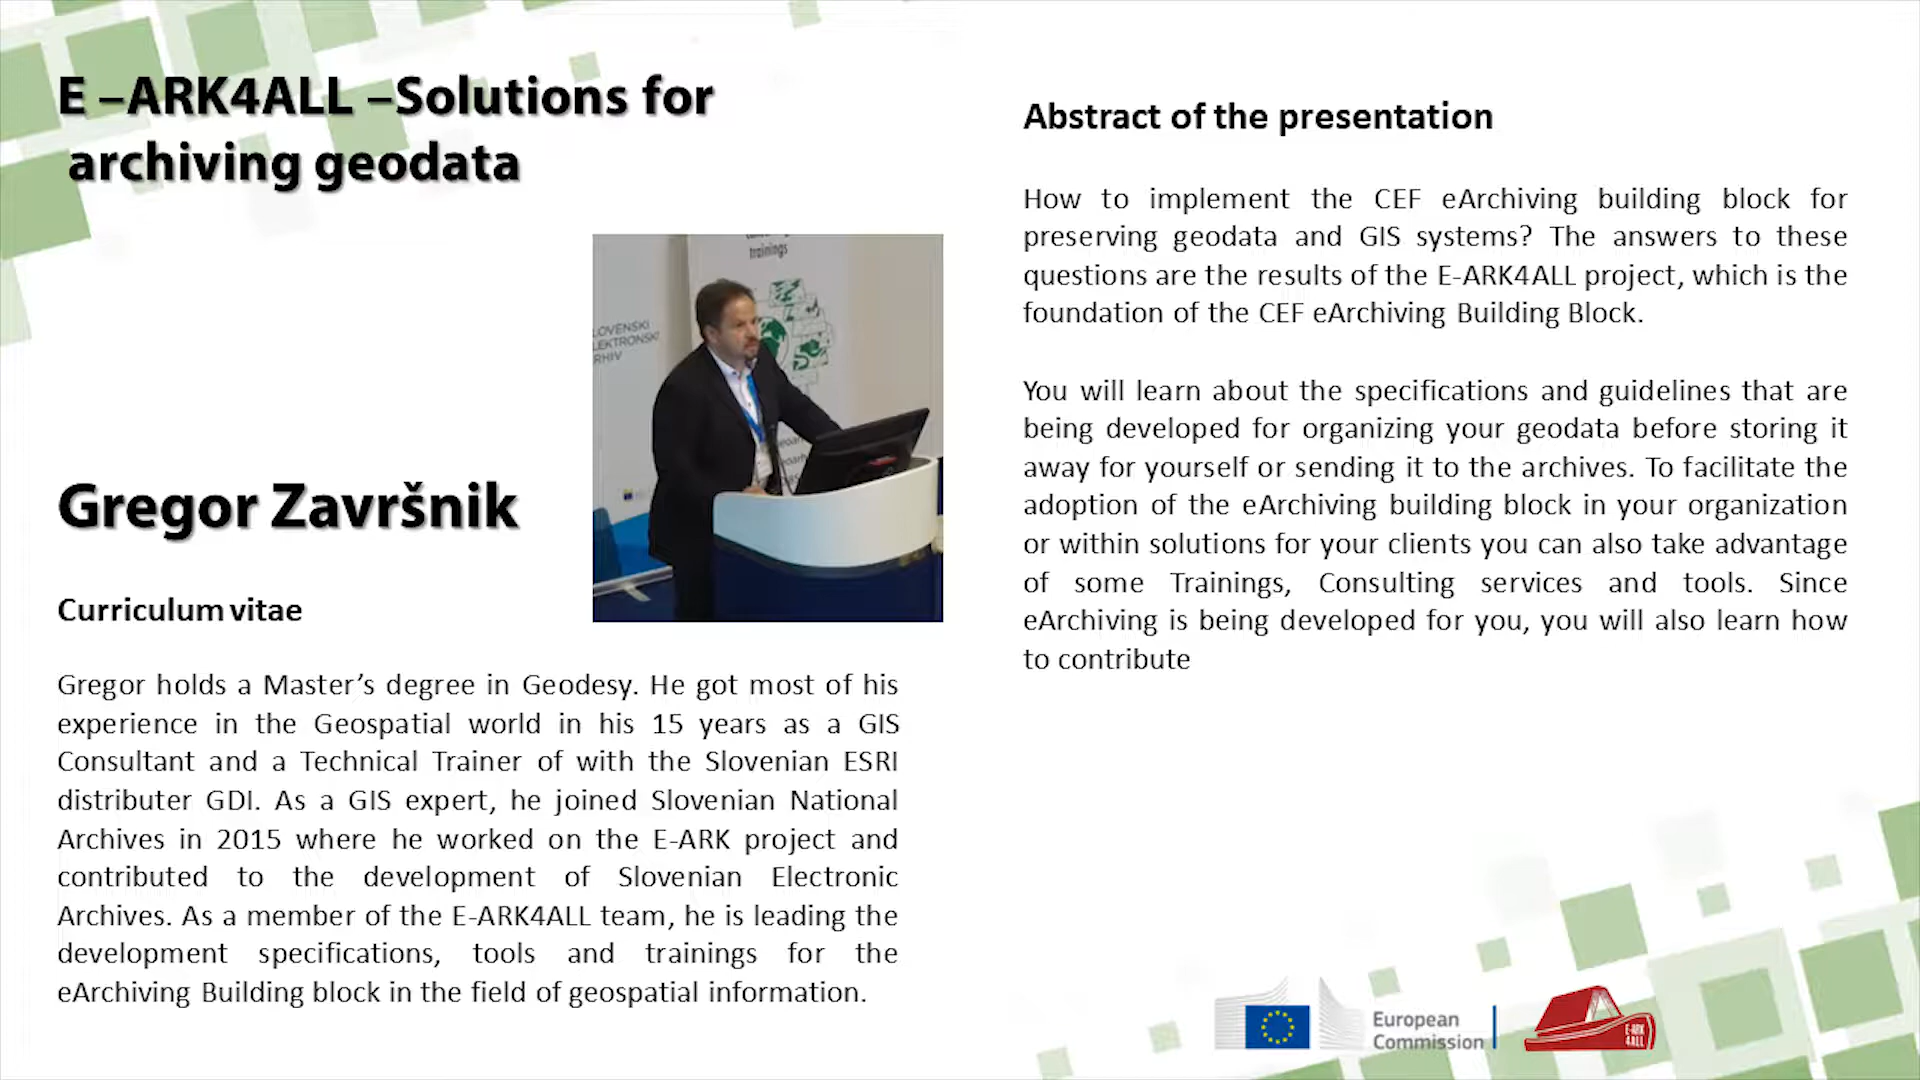 E –ARK4ALL –Solutions for
archiving geodata
trainings
LOVENSKI
LEKTRONSKI
RHIV
Gregor Završnik
Curriculum vitae
Gregor holds a Master’s degree in Geodesy. He got most of his
experience in the Geospatial world in his 15 years as a GIS
Consultant and a Technical Trainer of with the Slovenian ESRI
distributer GDI. As a GIS expert, he joined Slovenian National
Archives in 2015 where he worked on the E-ARK project and
contributed to the development of Slovenian Electronic
Archives. As a member of the E-ARK4ALL team, he is leading the
development specifications, tools and trainings for the
eArchiving Building block in the field of geospatial information.
Abstract of the presentation
How to implement the CEF eArchiving building block for
preserving geodata and GIS systems? The answers to these
questions are the results of the E-ARK4ALL project, which is the
foundation of the CEF eArchiving Building Block.
You will learn about the specifications and guidelines that are
being developed for organizing your geodata before storing it
away for yourself or sending it to the archives. To facilitate the
adoption of the eArchiving building block in your organization
or within solutions for your clients you can also take advantage
of some Trainings, Consulting services and tools. Since
eArchiving is being developed for you, you will also learn how
to contribute
European
Commission
E-ARK
4ALL